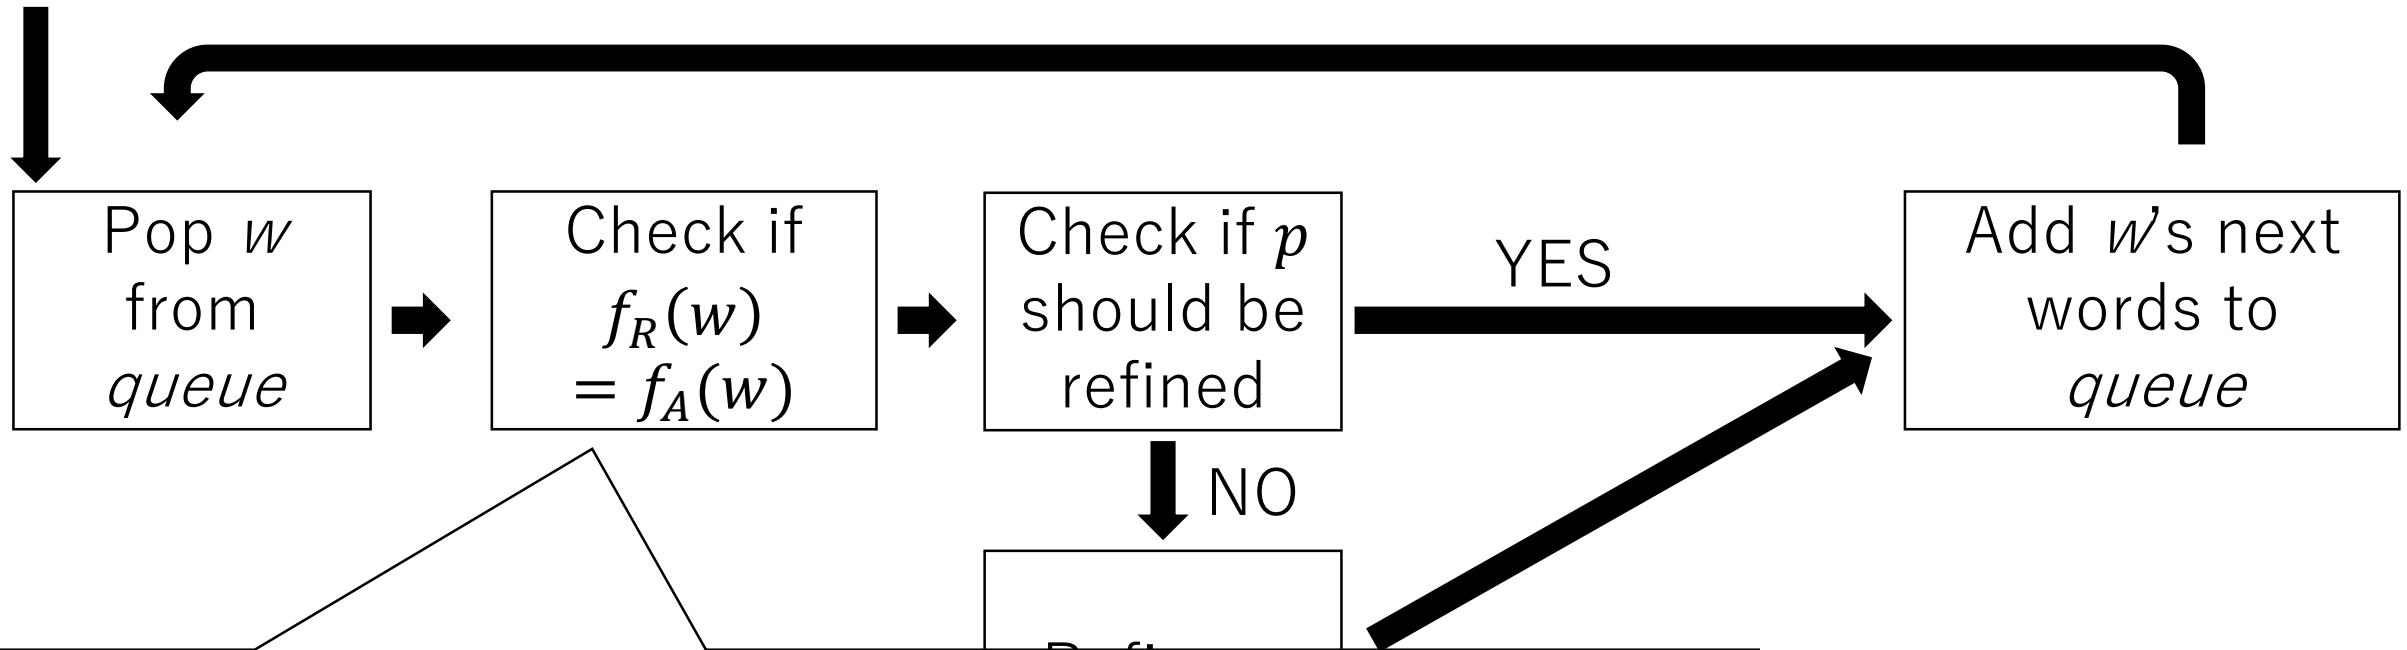 Pop w
from
queue
Check if
f_R(w)
= f_A(w)
Check if p
should be
refined
YES
Add w's next
words to
queue
NO